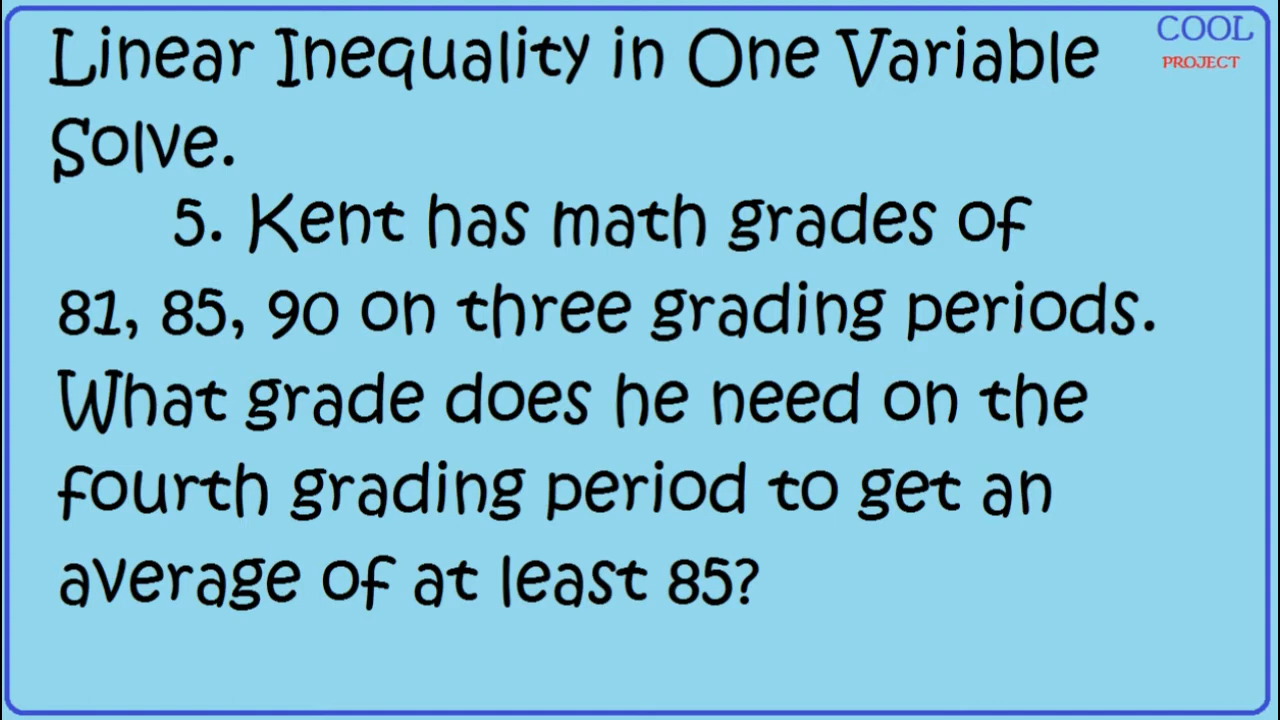 Linear Inequality in One Variable
COOL
PROJECT
Solve.
5. Kent has math grades of
81, 85, 90 on three grading periods.
What grade does he need on the
fourth grading period to get an
average of at least 85?